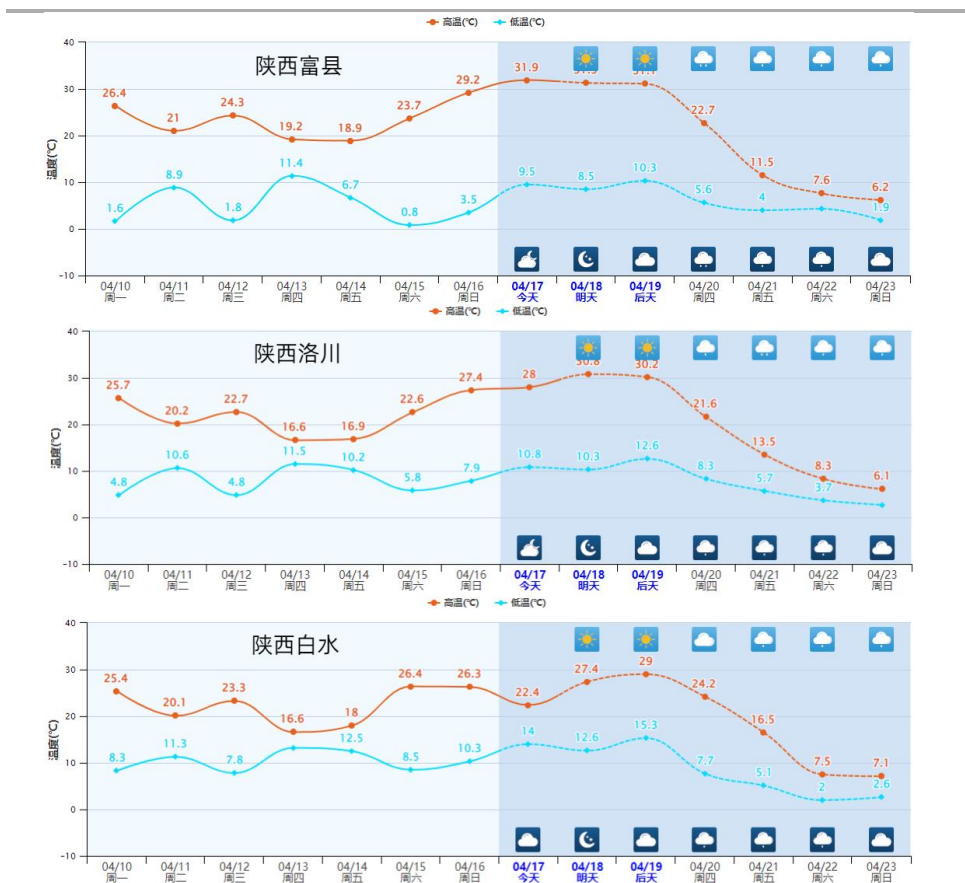 高温(℃) 低温(℃)
陕西富县
温度(℃)
40
30
20
10
0
-10
26.4 21 24.3 19.2 18.9 23.7 29.2 31.9 31.1 22.7 11.5 7.6 6.2
1.6 8.9 1.8 11.4 6.7 0.8 3.5 9.5 8.5 10.3 5.6 4 1.9
04/10 04/11 04/12 04/13 04/14 04/15 04/16 04/17 04/18 04/19 04/20 04/21 04/22 04/23
周一 周二 周三 周四 周五 周六 周日 今天 明天 后天 周四 周五 周六 周日
高温(℃) 低温(℃)
陕西洛川
温度(℃)
40
30
20
10
0
-10
25.7 20.2 22.7 16.6 16.9 22.6 27.4 28 30.8 30.2 21.6 13.5 8.3 6.1
4.8 10.6 4.8 11.5 10.2 5.8 7.9 10.8 10.3 12.6 8.3 5.7 3.7
04/10 04/11 04/12 04/13 04/14 04/15 04/16 04/17 04/18 04/19 04/20 04/21 04/22 04/23
周一 周二 周三 周四 周五 周六 周日 今天 明天 后天 周四 周五 周六 周日
高温(℃) 低温(℃)
陕西白水
温度(℃)
40
30
20
10
0
-10
25.4 20.1 23.3 16.6 18 26.4 26.3 22.4 27.4 29 24.2 16.5 7.5 7.1
8.3 11.3 7.8 12.5 8.5 10.3 14 12.6 15.3 7.7 5.1 2 2.6
04/10 04/11 04/12 04/13 04/14 04/15 04/16 04/17 04/18 04/19 04/20 04/21 04/22 04/23
周一 周二 周三 周四 周五 周六 周日 今天 明天 后天 周四 周五 周六 周日